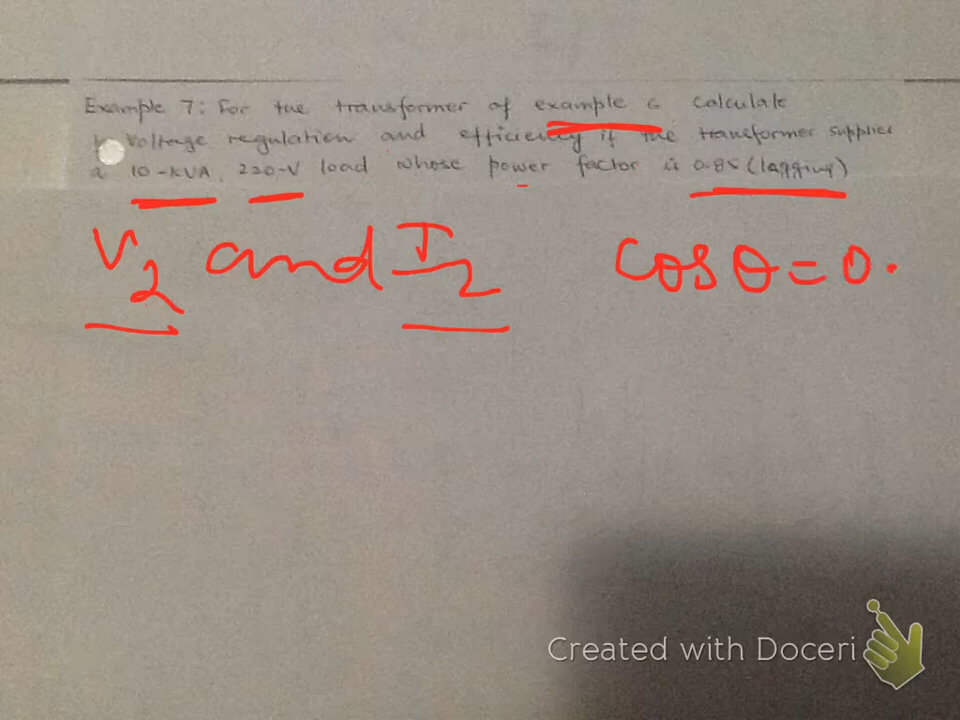 Example 7: For the transformer of example 6 calculate
voltage regulation and efficiency if the transformer supplies
a 10-kVA, 220-V load whose power factor is 0.85 (lagging)
V2 and I2 cos θ = 0.
Created with Doceri